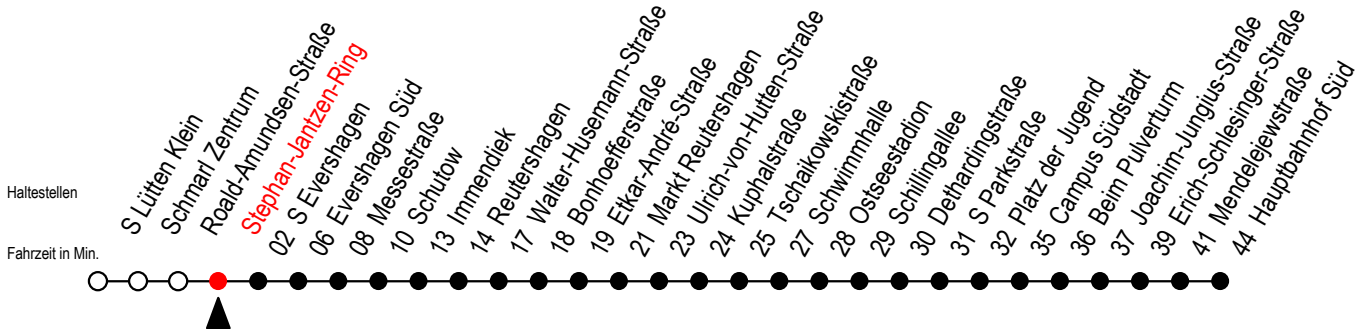 S Lütten Klein
Schmarl Zentrum
Roald-Amundsen-Straße
Stephan-Jantzen-Ring
02 S Evershagen
06 Evershagen Süd
08 Messestraße
10 Schutow
13 Immendiek
14 Reutershagen
17 Walter-Husemann-Straße
18 Bonhoefferstraße
19 Etkar-André-Straße
21 Markt Reutershagen
23 Ulrich-von-Hutten-Straße
24 Kuphalstraße
25 Tschaikowskistraße
27 Schwimmhalle
28 Ostseestadion
29 Schillingallee
30 Dethardingstraße
31 S Parkstraße
32 Platz der Jugend
35 Campus Südstadt
36 Beim Pulverturm
37 Joachim-Jungius-Straße
39 Erich-Schlesinger-Straße
41 Mendelejewstraße
44 Hauptbahnhof Süd
Haltestellen
Fahrzeit in Min.